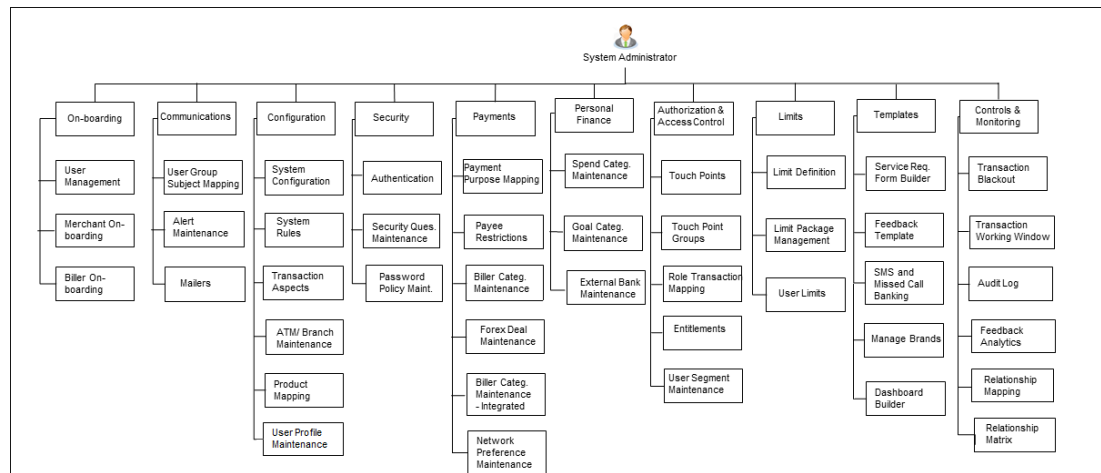 System Administrator
On-boarding
User
Management
Merchant On-
boarding
Biller On-
boarding
Communications
User Group
Subject Mapping
Alert
Maintenance
Mailers
Configuration
System
Configuration
System
Rules
Transaction
Aspects
ATM/ Branch
Maintenance
Product
Mapping
User Profile
Maintenance
Security
Authentication
Security Ques.
Maintenance
Password
Policy Maint.
Payments
Payment
Purpose Mapping
Payee
Restrictions
Biller Categ.
Maintenance
Forex Deal
Maintenance
Biller Categ.
Maintenance
- Integrated
Network
Preference
Maintenance
Personal
Finance
Spend Categ.
Maintenance
Goal Categ.
Maintenance
External Bank
Maintenance
Authorization &
Access Control
Touch Points
Touch Point
Groups
Role Transaction
Mapping
Entitlements
User Segment
Maintenance
Limits
Limit Definition
Limit Package
Management
User Limits
Templates
Service Req.
Form Builder
Feedback
Template
SMS and
Missed Call
Banking
Manage Brands
Dashboard
Builder
Controls &
Monitoring
Transaction
Blackout
Transaction
Working Window
Audit Log
Feedback
Analytics
Relationship
Mapping
Relationship
Matrix